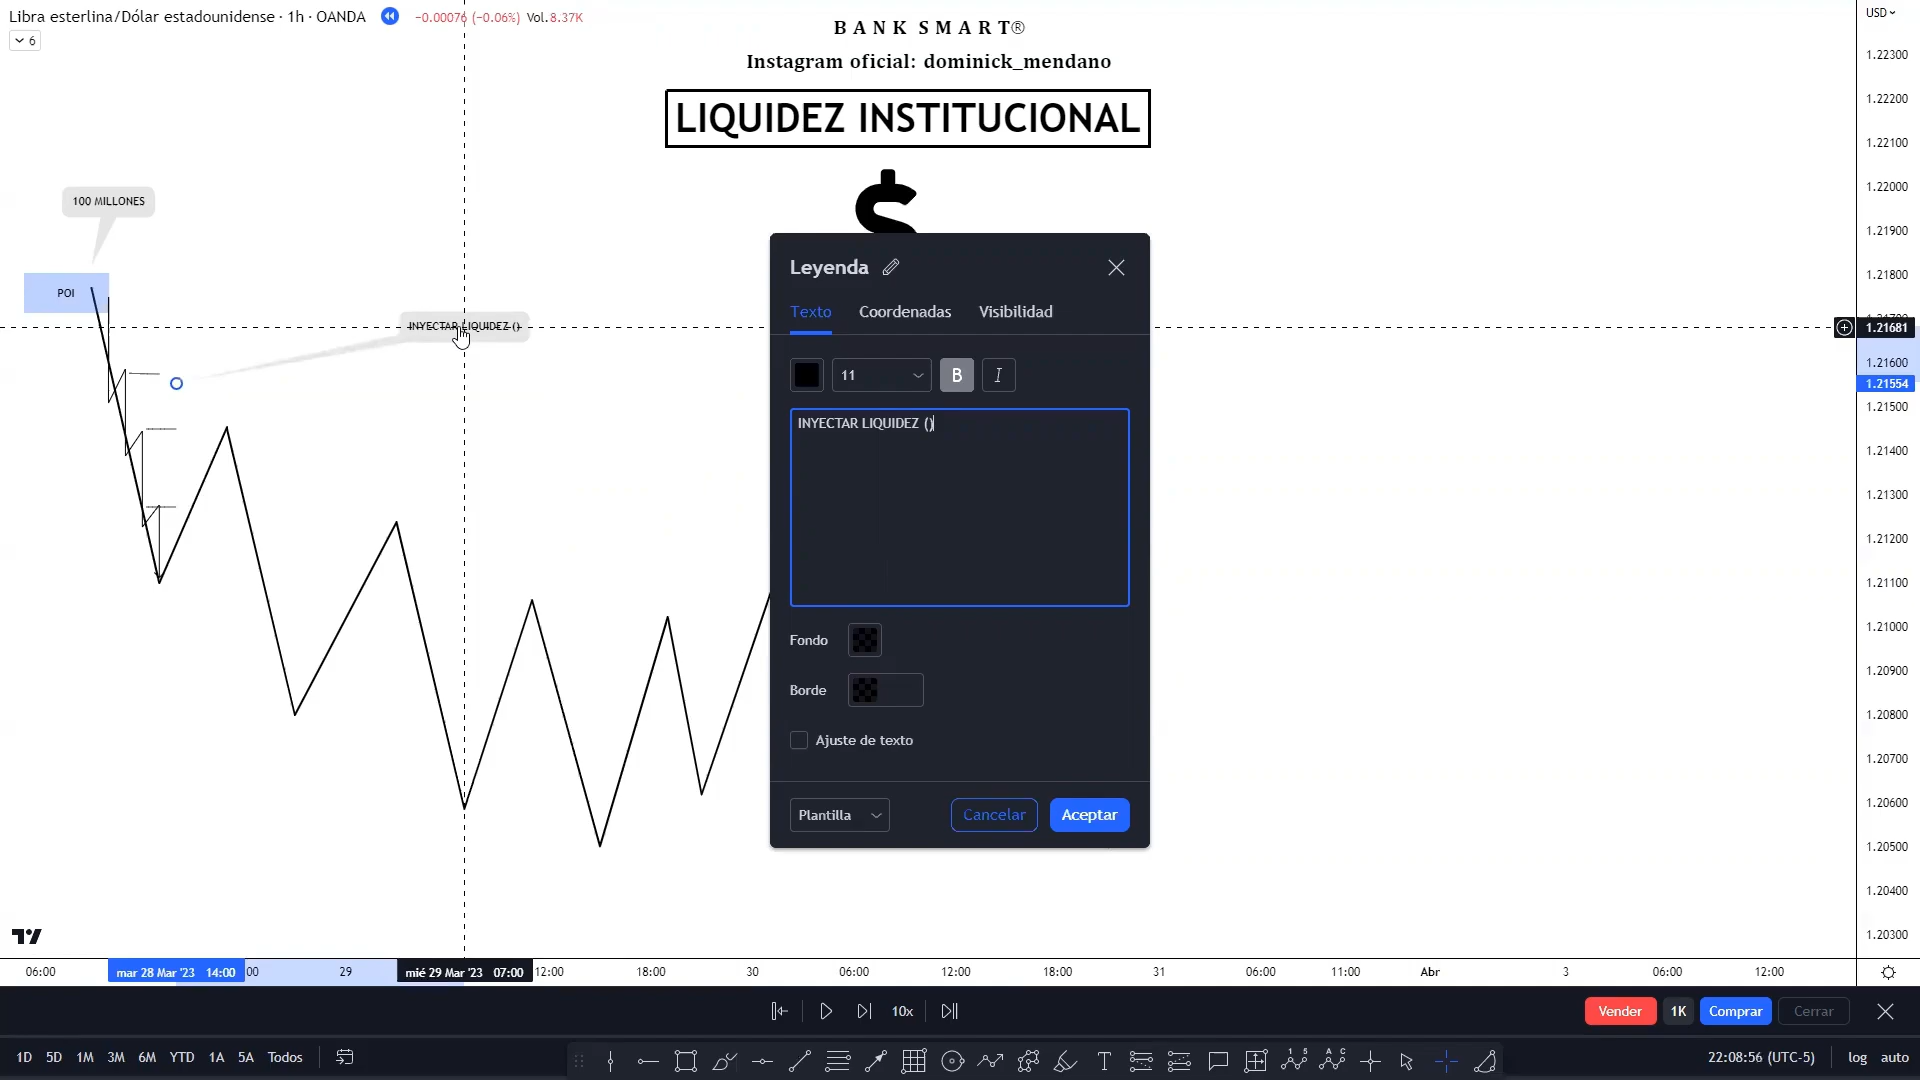 Libra esterlina/Dólar estadounidense · 1h · OANDA
−0.00076 (−0.06%) Vol.8.37K
6
BANK SMART®
Instagram oficial: dominick_mendano
LIQUIDEZ INSTITUCIONAL
$
100 MILLONES
POI
INYECTAR LIQUIDEZ ()
Leyenda
Texto
Coordenadas
Visibilidad
11
B
I
INYECTAR LIQUIDEZ ()
Fondo
Borde
Ajuste de texto
Plantilla
Cancelar
Aceptar
USD
1.22300
1.22200
1.22100
1.22000
1.21900
1.21800
1.21681
1.21600
1.21554
1.21500
1.21400
1.21300
1.21200
1.21100
1.21000
1.20900
1.20800
1.20700
1.20600
1.20500
1.20400
1.20300
06:00
mar 28 Mar '23 14:00
00
29
mié 29 Mar '23 07:00
12:00
18:00
30
06:00
12:00
18:00
31
06:00
11:00
Abr
3
06:00
12:00
10x
Vender
1K
Comprar
Cerrar
1D 5D 1M 3M 6M YTD 1A 5A Todos
22:08:56 (UTC-5)
log
auto